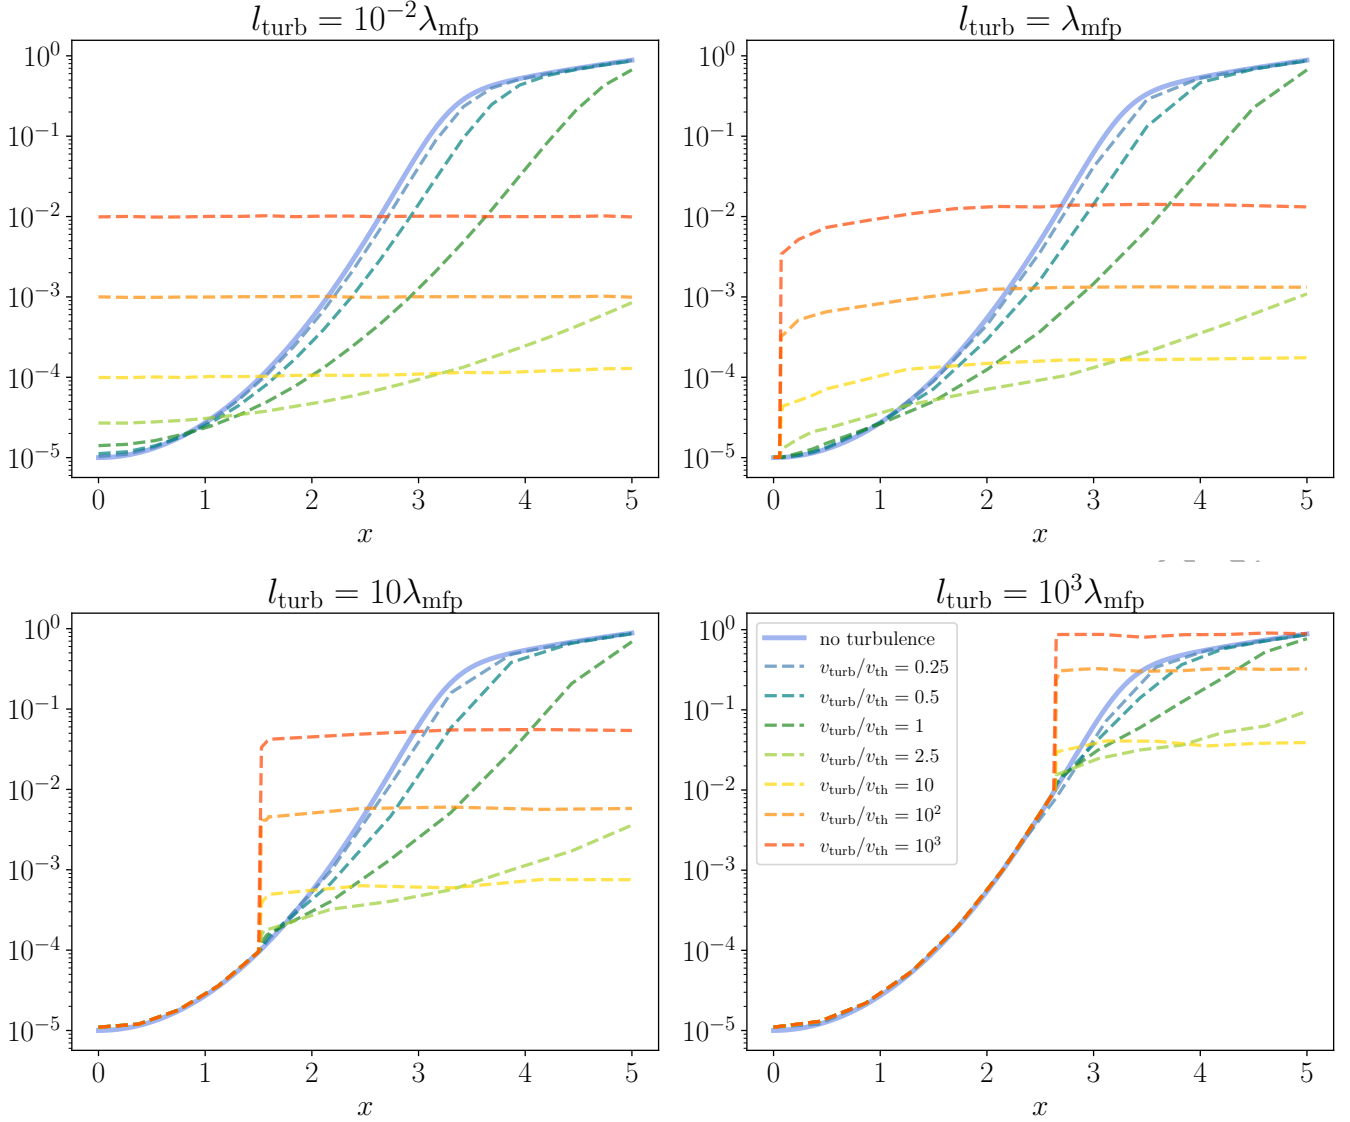 l_turb = 10^−2 λ_mfp
10^0
10^−1
10^−2
10^−3
10^−4
10^−5
0 1 2 3 4 5
x
l_turb = λ_mfp
10^0
10^−1
10^−2
10^−3
10^−4
10^−5
0 1 2 3 4 5
x
l_turb = 10λ_mfp
10^0
10^−1
10^−2
10^−3
10^−4
10^−5
0 1 2 3 4 5
x
l_turb = 10^3 λ_mfp
10^0
10^−1
10^−2
10^−3
10^−4
10^−5
no turbulence
v_turb/v_th = 0.25
v_turb/v_th = 0.5
v_turb/v_th = 1
v_turb/v_th = 2.5
v_turb/v_th = 10
v_turb/v_th = 10^2
v_turb/v_th = 10^3
0 1 2 3 4 5
x